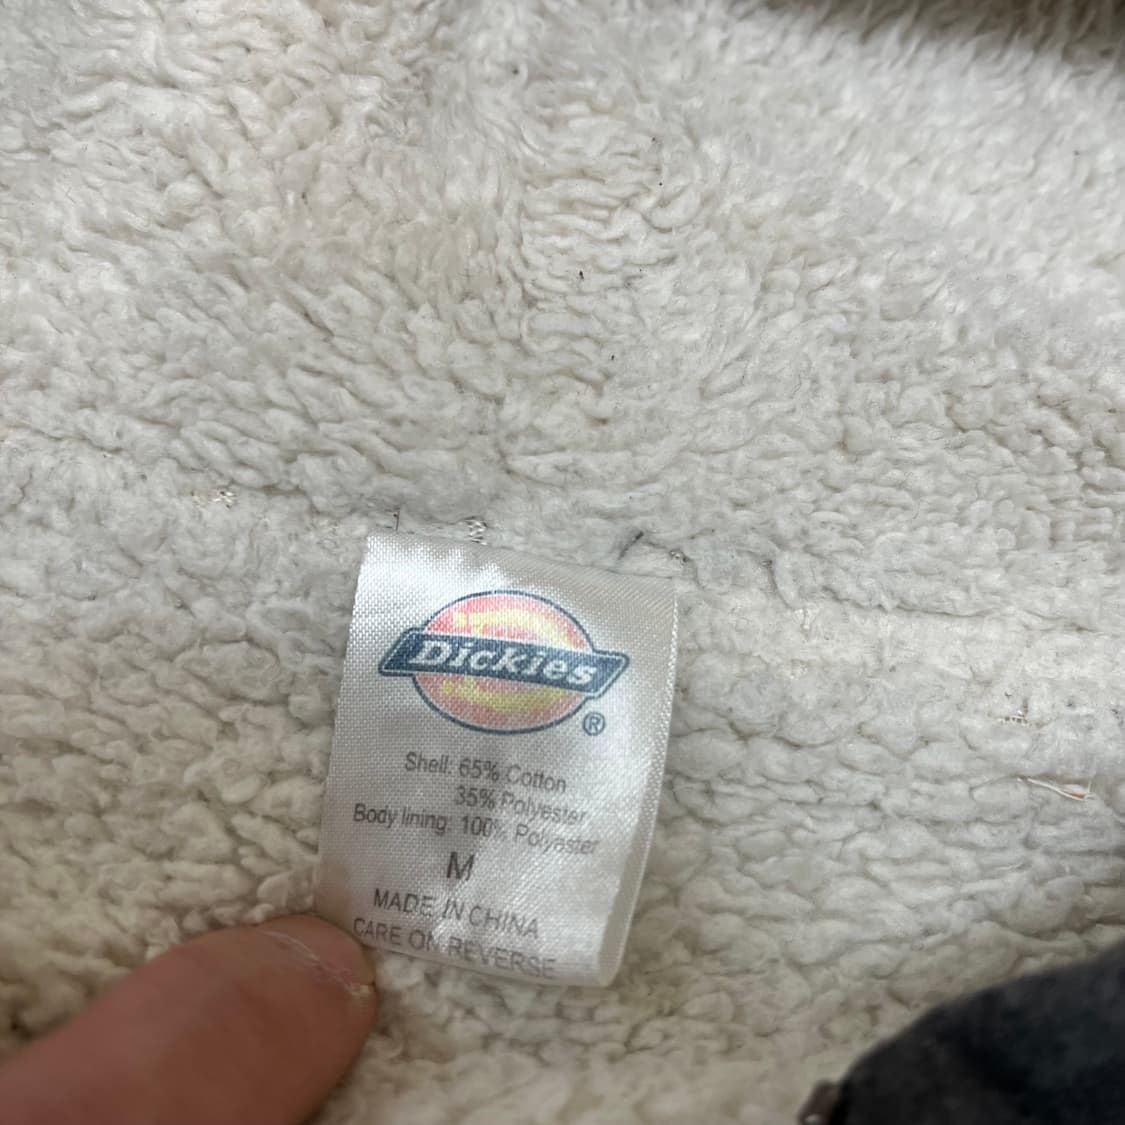 Dickies
®
Shell: 65% Cotton
35% Polyester
Body lining: 100% Polyester
M
MADE IN CHINA
CARE ON REVERSE